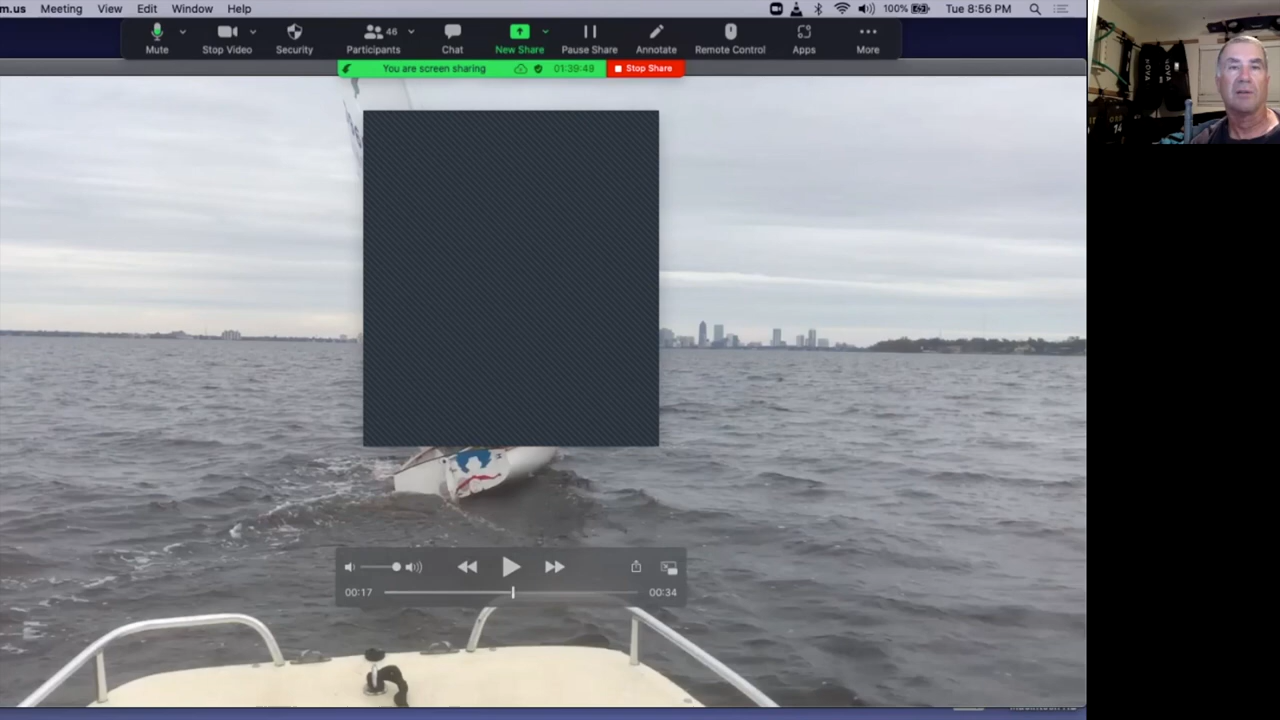 m.us Meeting View Edit Window Help 100% Tue 8:56 PM
46
Mute Stop Video Security Participants Chat New Share Pause Share Annotate Remote Control Apps More
You are screen sharing 01:39:49 Stop Share
NOVA
14
00:17 00:34